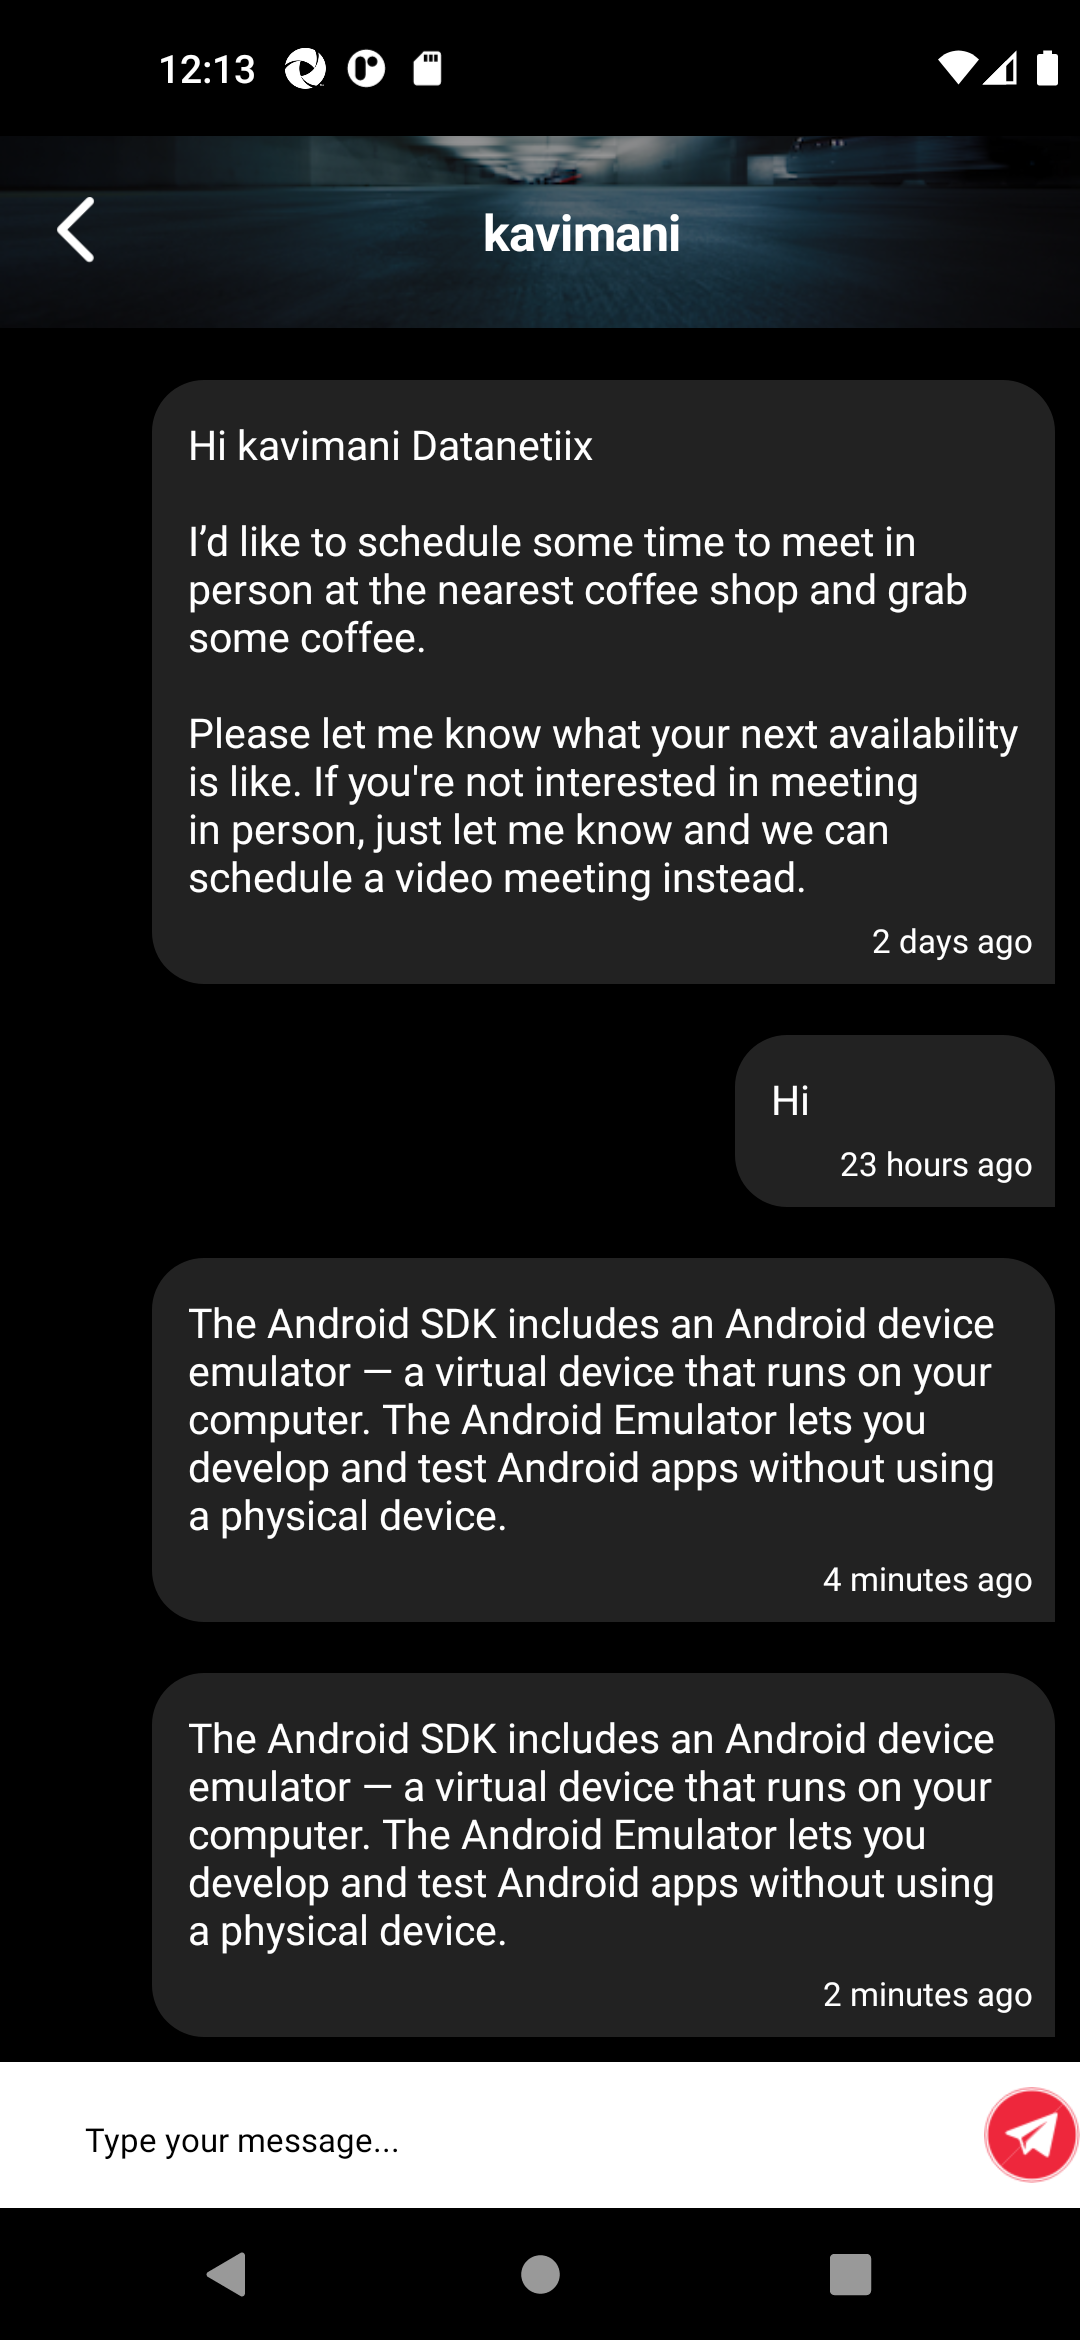 12:13
kavimani
Hi kavimani Datanetiix
I’d like to schedule some time to meet in
person at the nearest coffee shop and grab
some coffee.
Please let me know what your next availability
is like. If you're not interested in meeting
in person, just let me know and we can
schedule a video meeting instead.
2 days ago
Hi
23 hours ago
The Android SDK includes an Android device
emulator — a virtual device that runs on your
computer. The Android Emulator lets you
develop and test Android apps without using
a physical device.
4 minutes ago
The Android SDK includes an Android device
emulator — a virtual device that runs on your
computer. The Android Emulator lets you
develop and test Android apps without using
a physical device.
2 minutes ago
Type your message...